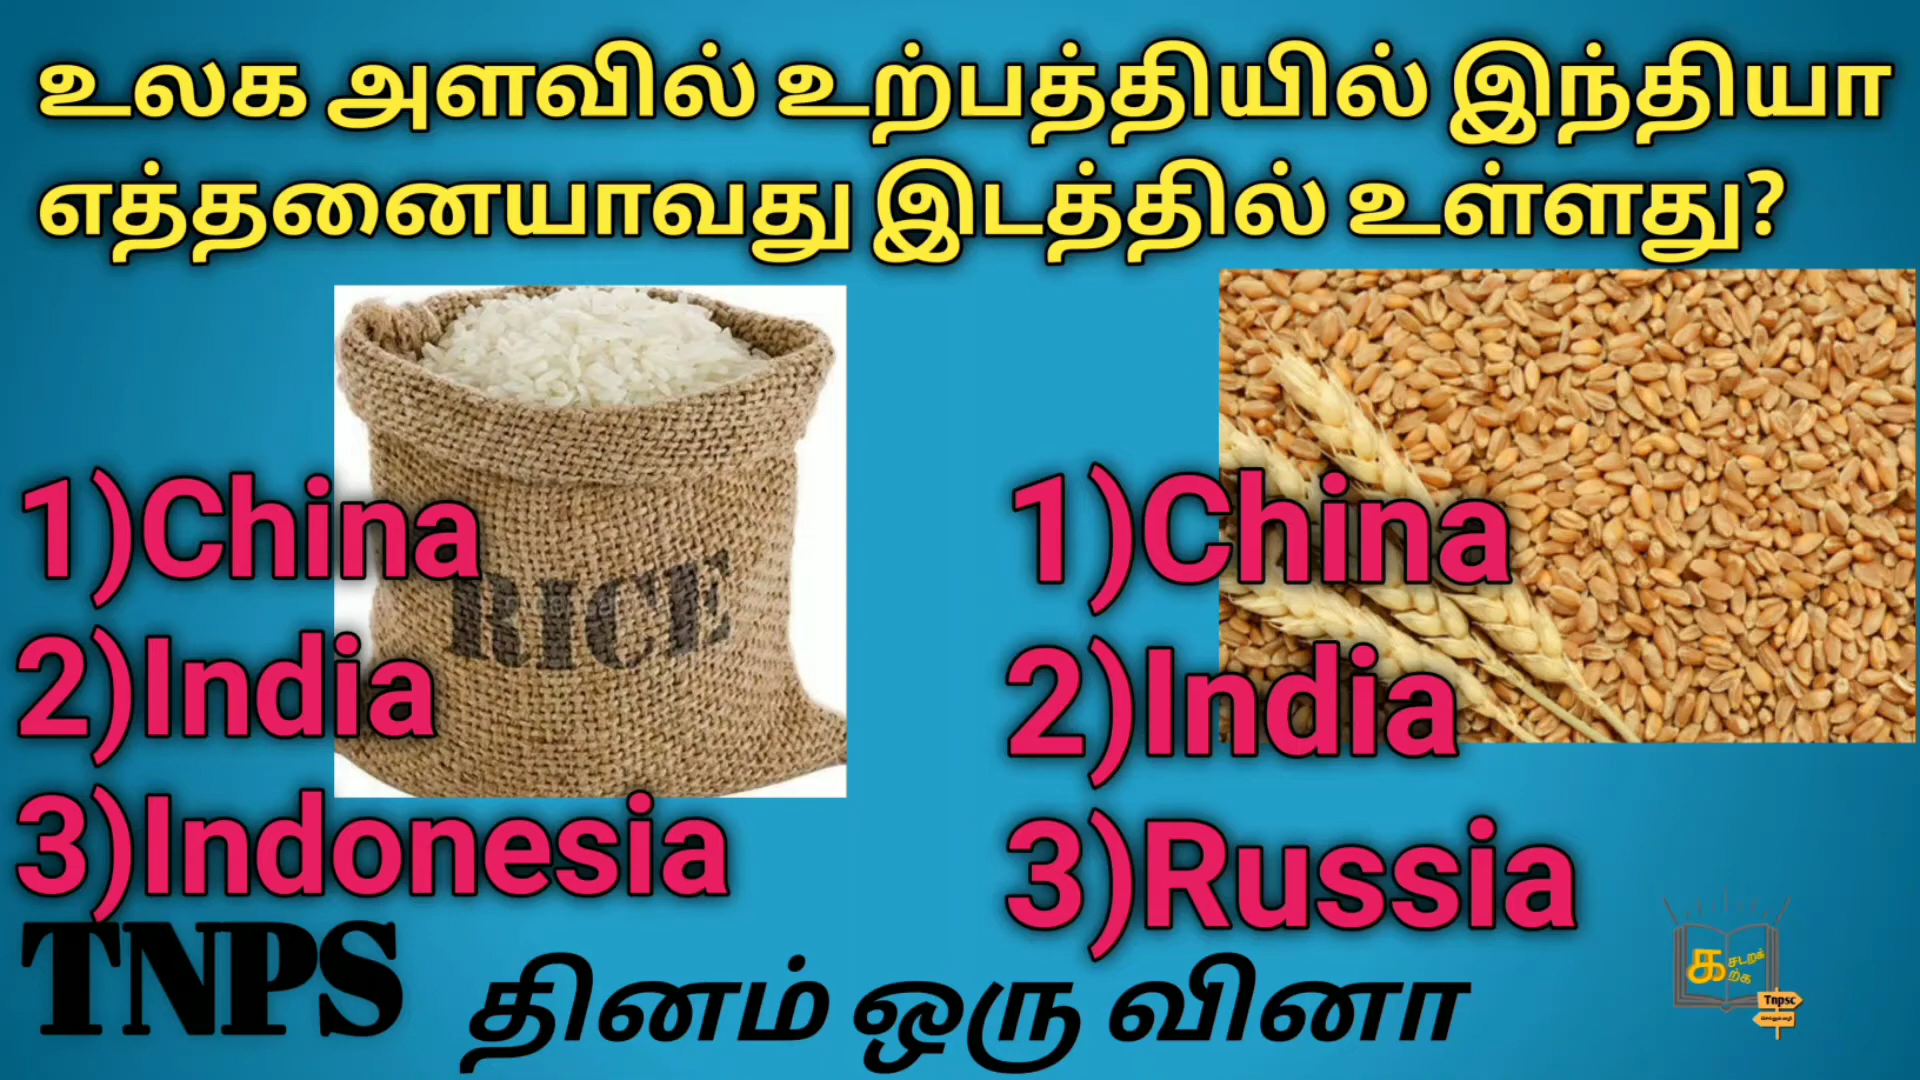 உலக அளவில் உற்பத்தியில் இந்தியா
எத்தனையாவது இடத்தில் உள்ளது?
RICE
1)China
2)India
3)Indonesia
1)China
2)India
3)Russia
TNPS
தினம் ஒரு வினா
க சடறக்
ற்க
Tnpsc